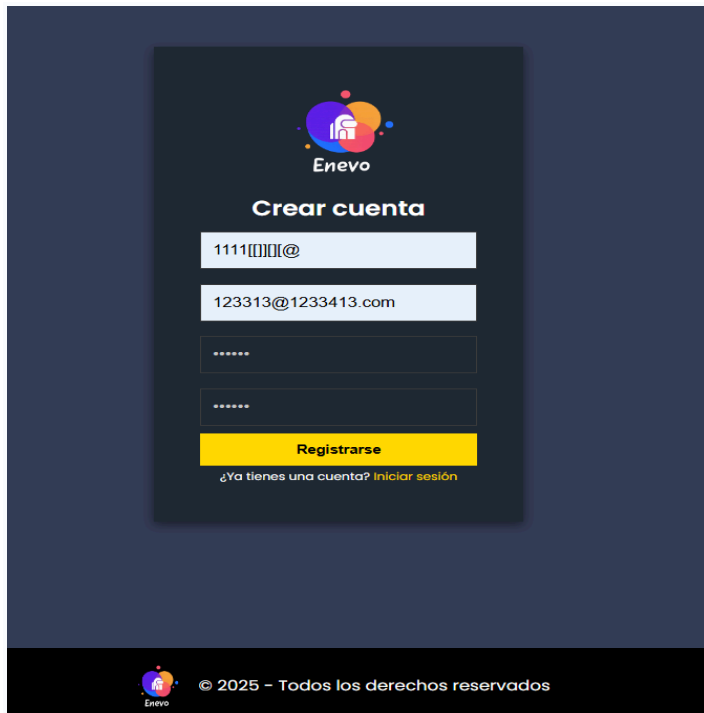 Enevo
Crear cuenta
1111[[]][][@
123313@1233413.com
••••••
••••••
Registrarse
¿Ya tienes una cuenta? Iniciar sesión
Enevo
© 2025 - Todos los derechos reservados